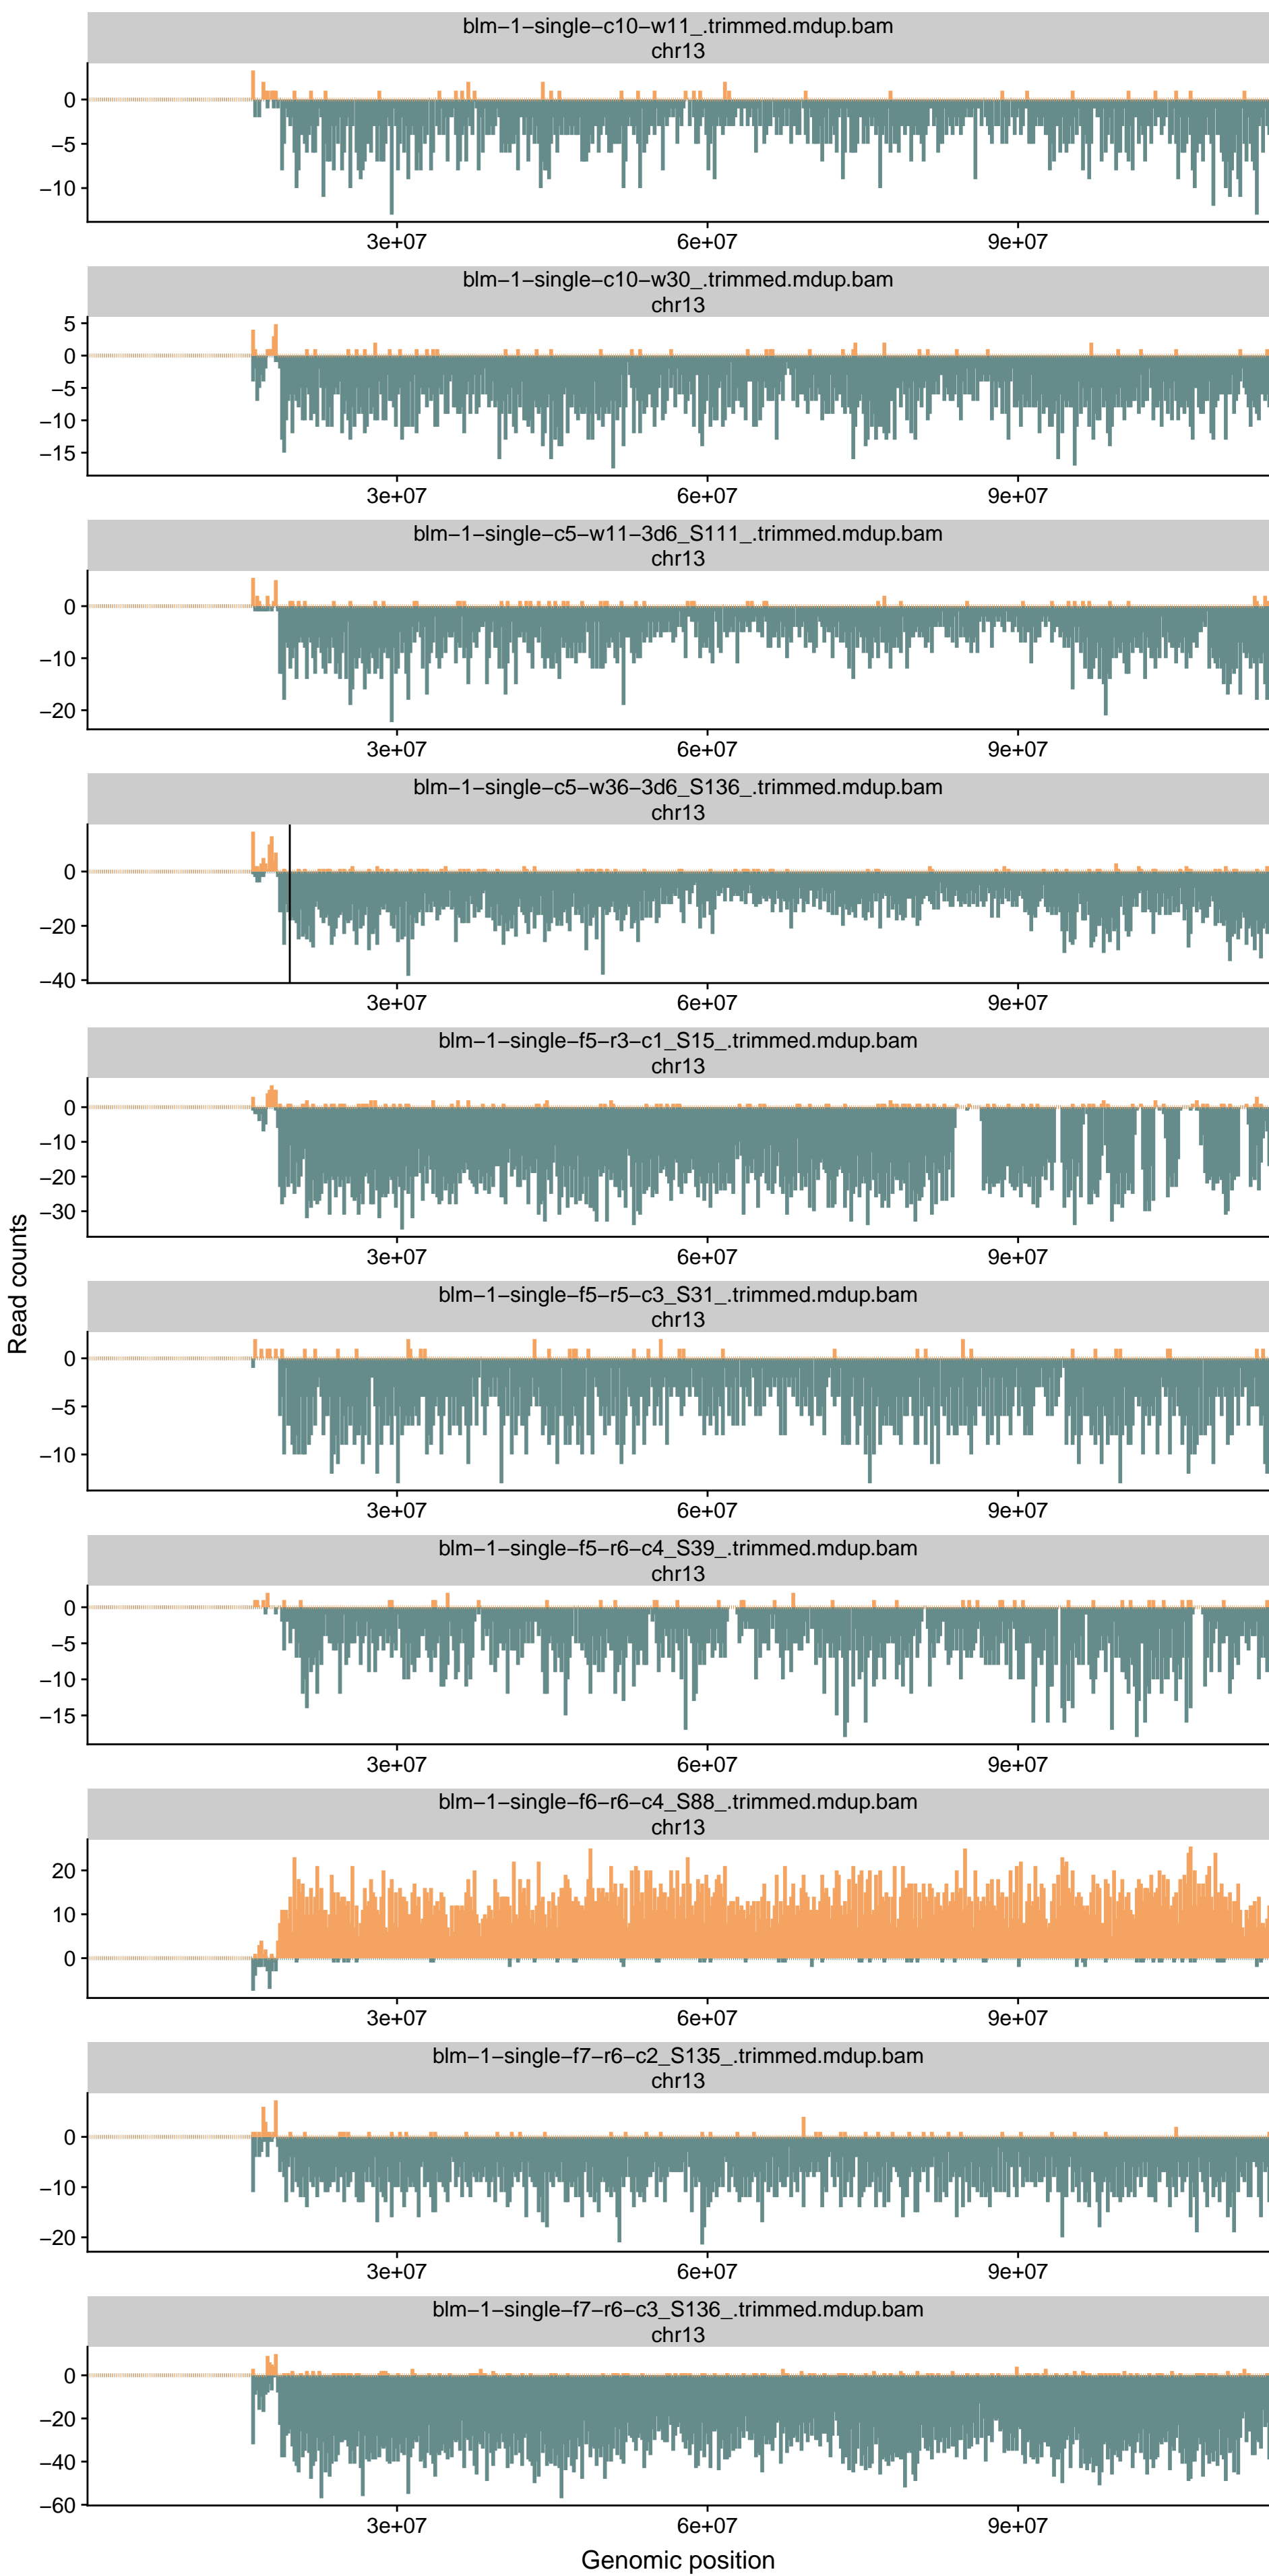 blm−1−single−c10−w11_.trimmed.mdup.bam
chr13
0
−5
−10
3e+07 6e+07 9e+07
blm−1−single−c10−w30_.trimmed.mdup.bam
chr13
5
0
−5
−10
−15
3e+07 6e+07 9e+07
blm−1−single−c5−w11−3d6_S111_.trimmed.mdup.bam
chr13
0
−10
−20
3e+07 6e+07 9e+07
blm−1−single−c5−w36−3d6_S136_.trimmed.mdup.bam
chr13
0
−20
−40
3e+07 6e+07 9e+07
blm−1−single−f5−r3−c1_S15_.trimmed.mdup.bam
chr13
0
−10
−20
−30
3e+07 6e+07 9e+07
Read counts
blm−1−single−f5−r5−c3_S31_.trimmed.mdup.bam
chr13
0
−5
−10
3e+07 6e+07 9e+07
blm−1−single−f5−r6−c4_S39_.trimmed.mdup.bam
chr13
0
−5
−10
−15
3e+07 6e+07 9e+07
blm−1−single−f6−r6−c4_S88_.trimmed.mdup.bam
chr13
20
10
0
3e+07 6e+07 9e+07
blm−1−single−f7−r6−c2_S135_.trimmed.mdup.bam
chr13
0
−10
−20
3e+07 6e+07 9e+07
blm−1−single−f7−r6−c3_S136_.trimmed.mdup.bam
chr13
0
−20
−40
−60
3e+07 6e+07 9e+07
Genomic position